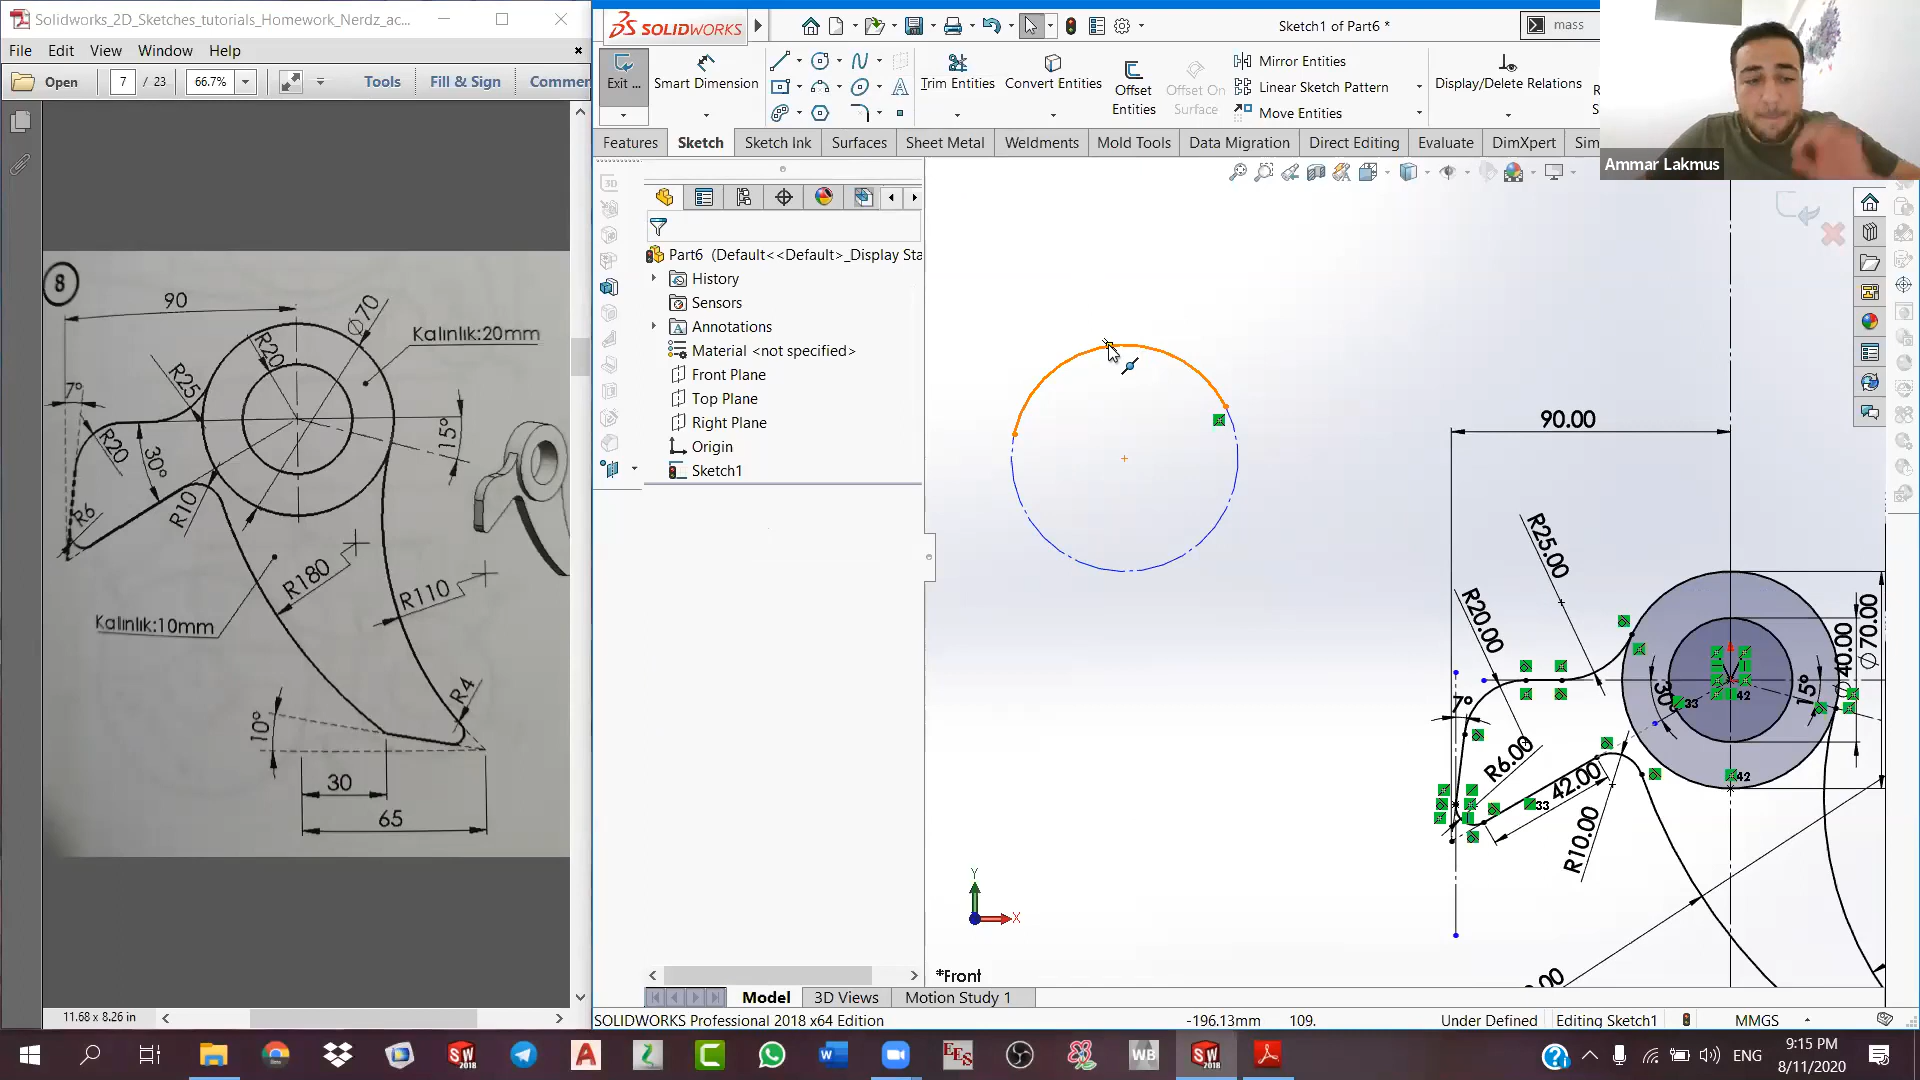 Solidworks_2D_Sketches_tutorials_Homework_Nerdz_ac...
File Edit View Window Help
Open 7 / 23 66.7% Tools Fill & Sign Commen
8
90
Ø70
Kalınlık:20mm
R20
R25
7°
R20
30°
15°
R10
R6
R180
R110
Kalınlık:10mm
R4
10°
30
65
11.68 x 8.26 in
SOLIDWORKS
Sketch1 of Part6 *
mass
Exit ...
Smart Dimension
Trim Entities
Convert Entities
Offset Entities
Offset On Surface
Mirror Entities
Linear Sketch Pattern
Move Entities
Display/Delete Relations
Features Sketch Sketch Ink Surfaces Sheet Metal Weldments Mold Tools Data Migration Direct Editing Evaluate DimXpert Sim
Ammar Lakmus
Part6 (Default<<Default>_Display Sta
History
Sensors
Annotations
Material <not specified>
Front Plane
Top Plane
Right Plane
Origin
Sketch1
90.00
R25.00
R20.00
7°
R6.00
42.00
R10.00
30°
15°
Ø 40.00
Ø 70.00
33
33
42
42
Y
X
*Front
Model 3D Views Motion Study 1
SOLIDWORKS Professional 2018 x64 Edition
-196.13mm 109.
Under Defined
Editing Sketch1
MMGS
ENG
9:15 PM
8/11/2020